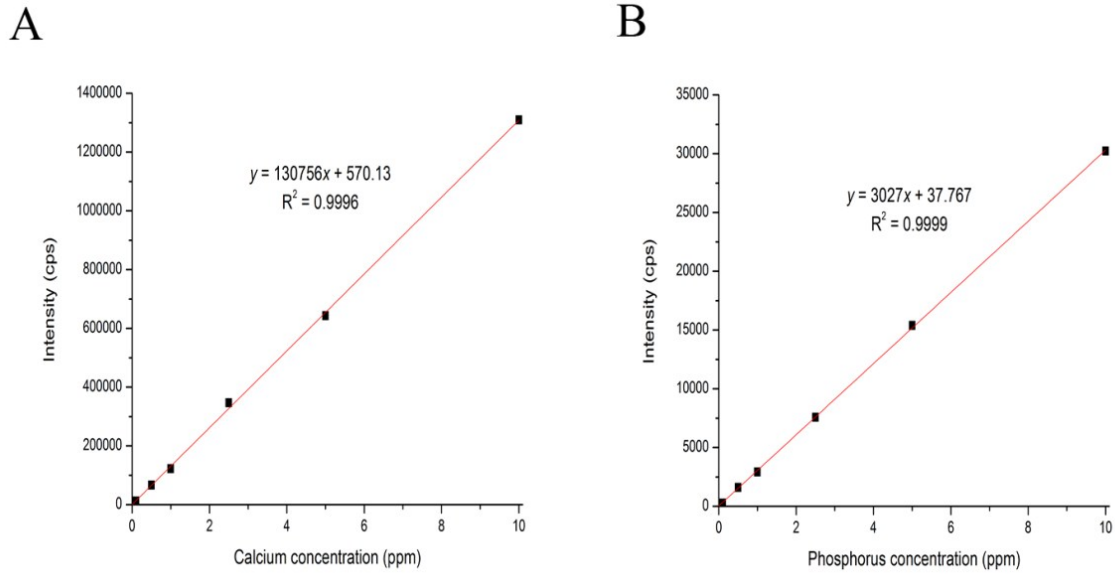 A
1400000
1200000
1000000
800000
600000
400000
200000
0
Intensity (cps)
y = 130756x + 570.13
R² = 0.9996
0 2 4 6 8 10
Calcium concentration (ppm)
B
35000
30000
25000
20000
15000
10000
5000
0
Intensity (cps)
y = 3027x + 37.767
R² = 0.9999
0 2 4 6 8 10
Phosphorus concentration (ppm)